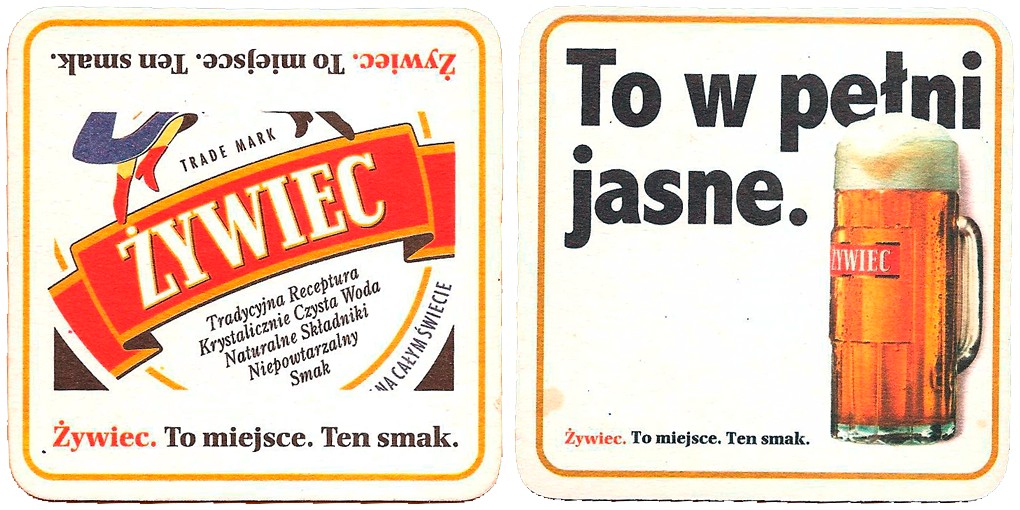 Żywiec. To miejsce. Ten smak.
TRADE MARK
ŻYWIEC
Tradycyjna Receptura
Krystalicznie Czysta Woda
Naturalne Składniki
Niepowtarzalny
Smak
NA CAŁYM ŚWIECIE
Żywiec. To miejsce. Ten smak.
To w pełni
jasne.
ŻYWIEC
Żywiec. To miejsce. Ten smak.